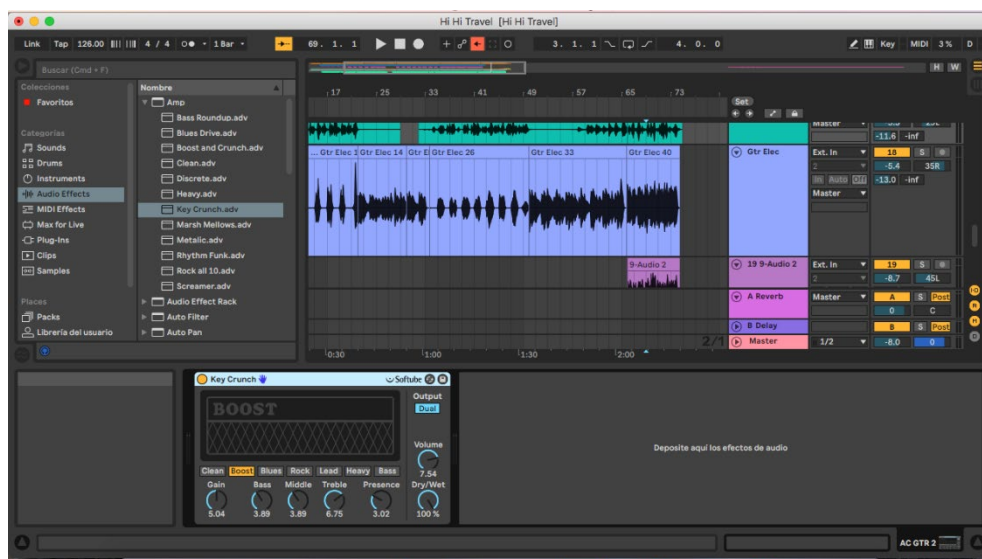 Hi Hi Travel [Hi Hi Travel]
Link Tap 126.00 4 / 4 1 Bar 69. 1. 1 3. 1. 1 4. 0. 0 Key MIDI 3 % D
Buscar (Cmd + F)
H W
Colecciones
Favoritos
Categorías
Sounds
Drums
Instruments
Audio Effects
MIDI Effects
Max for Live
Plug-Ins
Clips
Samples
Places
Packs
Librería del usuario
Nombre
Amp
Bass Roundup.adv
Blues Drive.adv
Boost and Crunch.adv
Clean.adv
Discrete.adv
Heavy.adv
Key Crunch.adv
Marsh Mellows.adv
Metalic.adv
Rhythm Funk.adv
Rock all 10.adv
Screamer.adv
Audio Effect Rack
Auto Filter
Auto Pan
17 25 33 41 49 57 65 73
Set
Master
-11.6 -inf
... Gtr Elec 1 Gtr Elec 14 Gtr E Gtr Elec 26 Gtr Elec 33 Gtr Elec 40
Gtr Elec Ext. In 18 S
2 -5.4 35R
In Auto Off -13.0 -inf
Master
9-Audio 2
19 9-Audio 2 Ext. In 19 S
2 -8.7 45L
A Reverb Master A S Post
0 C
B Delay B S Post
2/1 Master 1/2 -8.0 0
0:30 1:00 1:30 2:00
Key Crunch Softube
BOOST
Output
Dual
Volume
7.54
Clean Boost Blues Rock Lead Heavy Bass
Gain Bass Middle Treble Presence Dry/Wet
5.04 3.89 3.89 6.75 3.02 100 %
Deposite aquí los efectos de audio
AC GTR 2